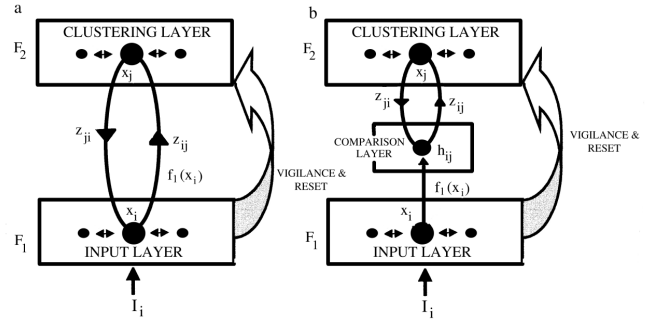 a
CLUSTERING LAYER
F2
xj
zji
zij
f1(xi)
VIGILANCE &
RESET
xi
F1
INPUT LAYER
Ii
b
CLUSTERING LAYER
F2
xj
zji
zij
COMPARISON
LAYER
hij
VIGILANCE &
RESET
f1(xi)
xi
F1
INPUT LAYER
Ii